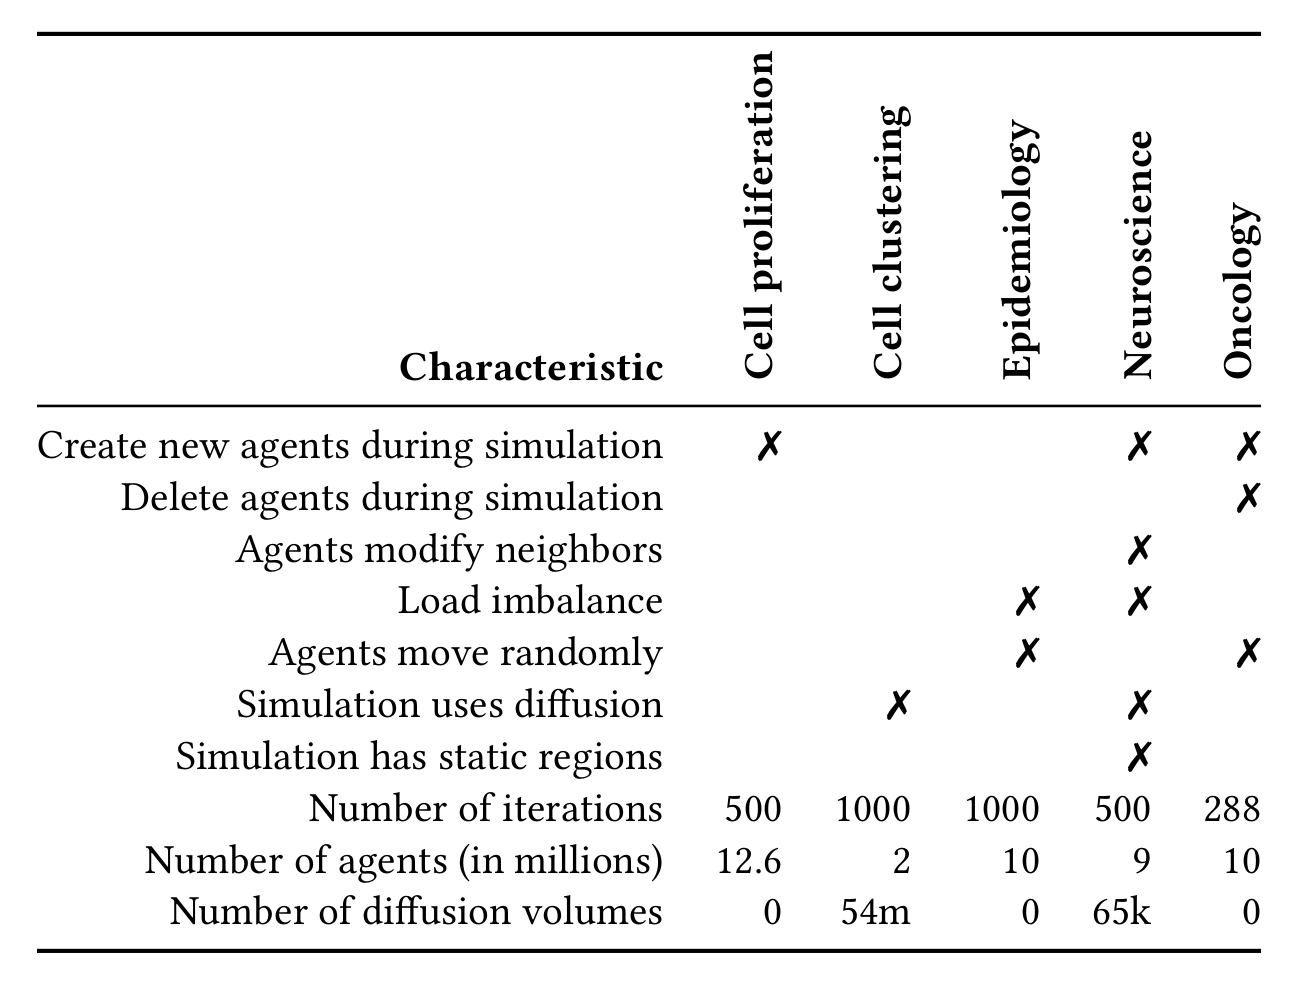 Characteristic Cell proliferation Cell clustering Epidemiology Neuroscience Oncology
Create new agents during simulation ✗ ✗ ✗
Delete agents during simulation ✗
Agents modify neighbors ✗
Load imbalance ✗ ✗
Agents move randomly ✗ ✗
Simulation uses diffusion ✗ ✗
Simulation has static regions ✗
Number of iterations 500 1000 1000 500 288
Number of agents (in millions) 12.6 2 10 9 10
Number of diffusion volumes 0 54m 0 65k 0